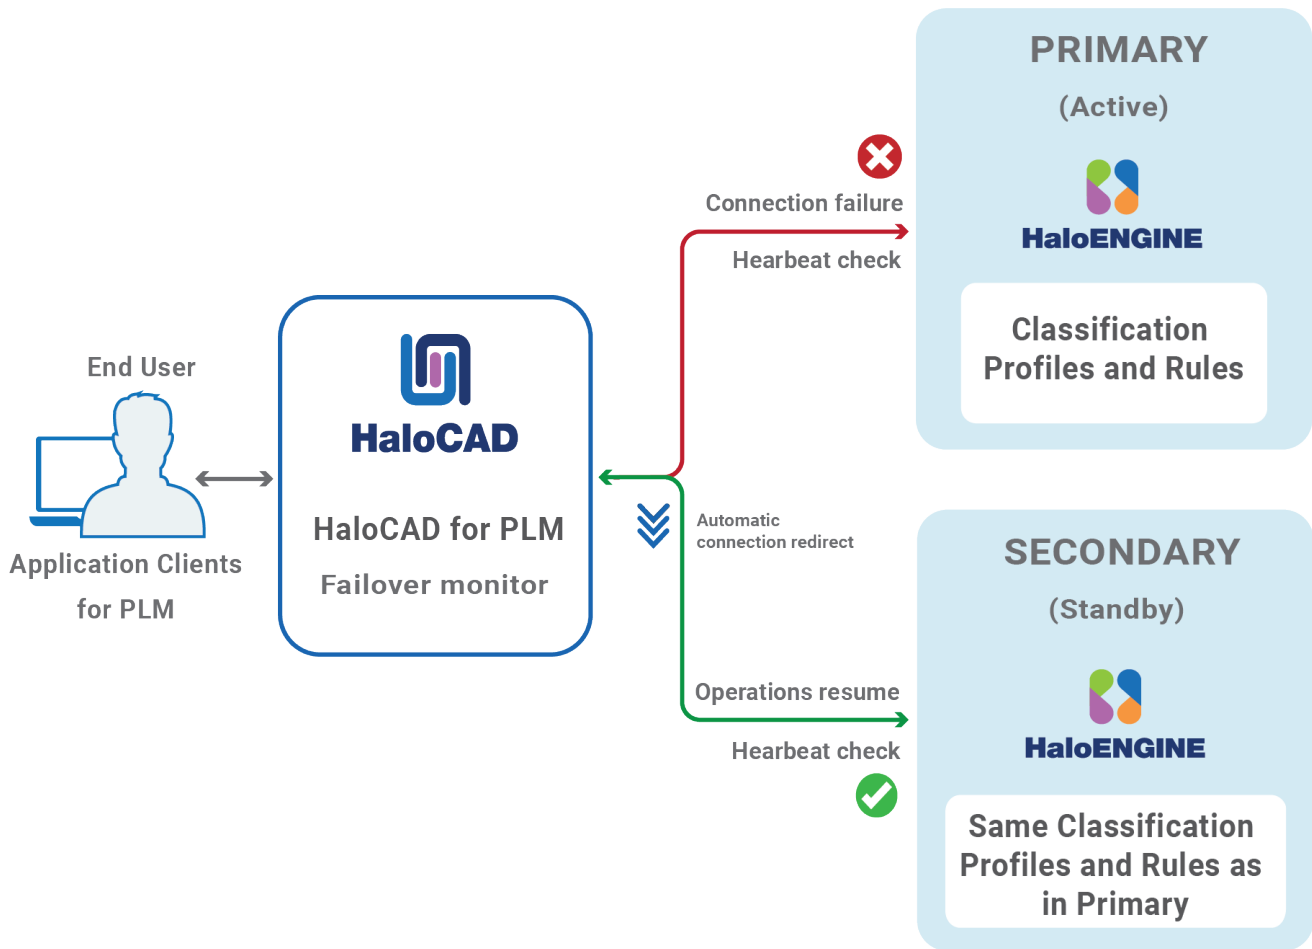 End User
Application Clients
for PLM
HaloCAD
HaloCAD for PLM
Failover monitor
Connection failure
Hearbeat check
Automatic
connection redirect
Operations resume
Hearbeat check
PRIMARY
(Active)
HaloENGINE
Classification
Profiles and Rules
SECONDARY
(Standby)
HaloENGINE
Same Classification
Profiles and Rules as
in Primary